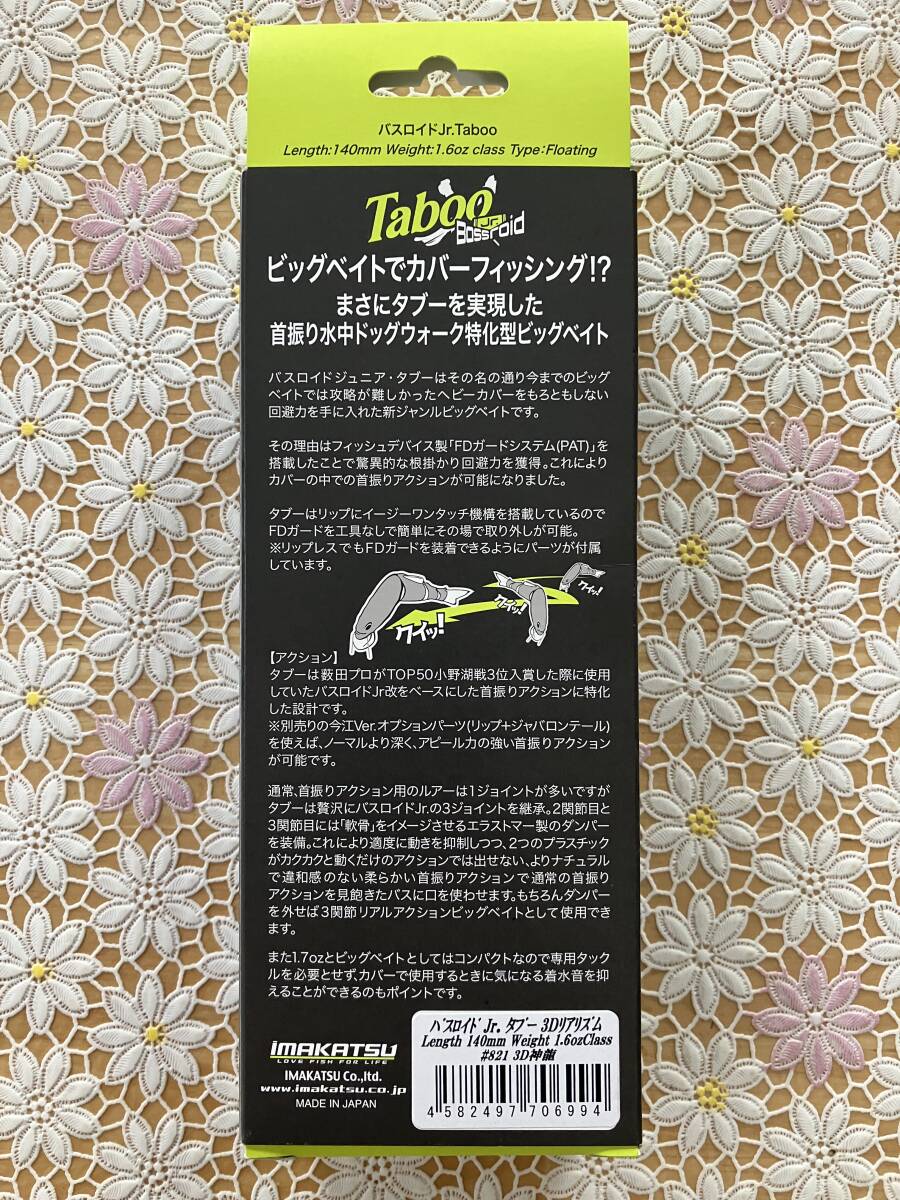 バスロイドJr.Taboo
Length:140mm Weight:1.6oz class Type:Floating
Taboo
Jr.
Bassroid
ビッグベイトでカバーフィッシング!?
まさにタブーを実現した
首振り水中ドッグウォーク特化型ビッグベイト
バスロイドジュニア・タブーはその名の通り今までのビッグ
ベイトでは攻略が難しかったヘビーカバーをもろともしない
回避力を手に入れた新ジャンルビッグベイトです。
その理由はフィッシュデバイス製「FDガードシステム(PAT)」を
搭載したことで驚異的な根掛かり回避力を獲得。これにより
カバーの中での首振りアクションが可能になりました。
タブーはリップにイージーワンタッチ機構を搭載しているので
FDガードを工具なしで簡単にその場で取り外しが可能。
※リップレスでもFDガードを装着できるようにパーツが付属
しています。
クイッ!
クイッ!
クイッ!
【アクション】
タブーは薮田プロがTOP50小野湖戦3位入賞した際に使用
していたバスロイドJr改をベースにした首振りアクションに特化
した設計です。
※別売りの今江Ver.オプションパーツ(リップ+ジャバロンテール)
を使えば、ノーマルより深く、アピール力の強い首振りアクション
が可能です。
通常、首振りアクション用のルアーは1ジョイントが多いですが
タブーは贅沢にバスロイドJr.の3ジョイントを継承。2関節目と
3関節目には「軟骨」をイメージさせるエラストマー製のダンパー
を装備。これにより適度に動きを抑制しつつ、2つのプラスチック
がカクカクと動くだけのアクションでは出せない、よりナチュラル
で違和感のない柔らかい首振りアクションで通常の首振り
アクションを見飽きたバスに口を使わせます。もちろんダンパー
を外せば3関節リアルアクションビッグベイトとして使用できま
す。
また1.7ozとビッグベイトとしてはコンパクトなので専用タック
ルを必要とせず、カバーで使用するときに気になる着水音を抑
えることができるのもポイントです。
IMAKATSU
LOVE FISH FOR LIFE
IMAKATSU Co.,ltd.
www.imakatsu.co.jp
MADE IN JAPAN
バスロイドJr. タブー 3Dリアリズム
Length 140mm Weight 1.6ozClass
#821 3D神龍
4 582497 706994